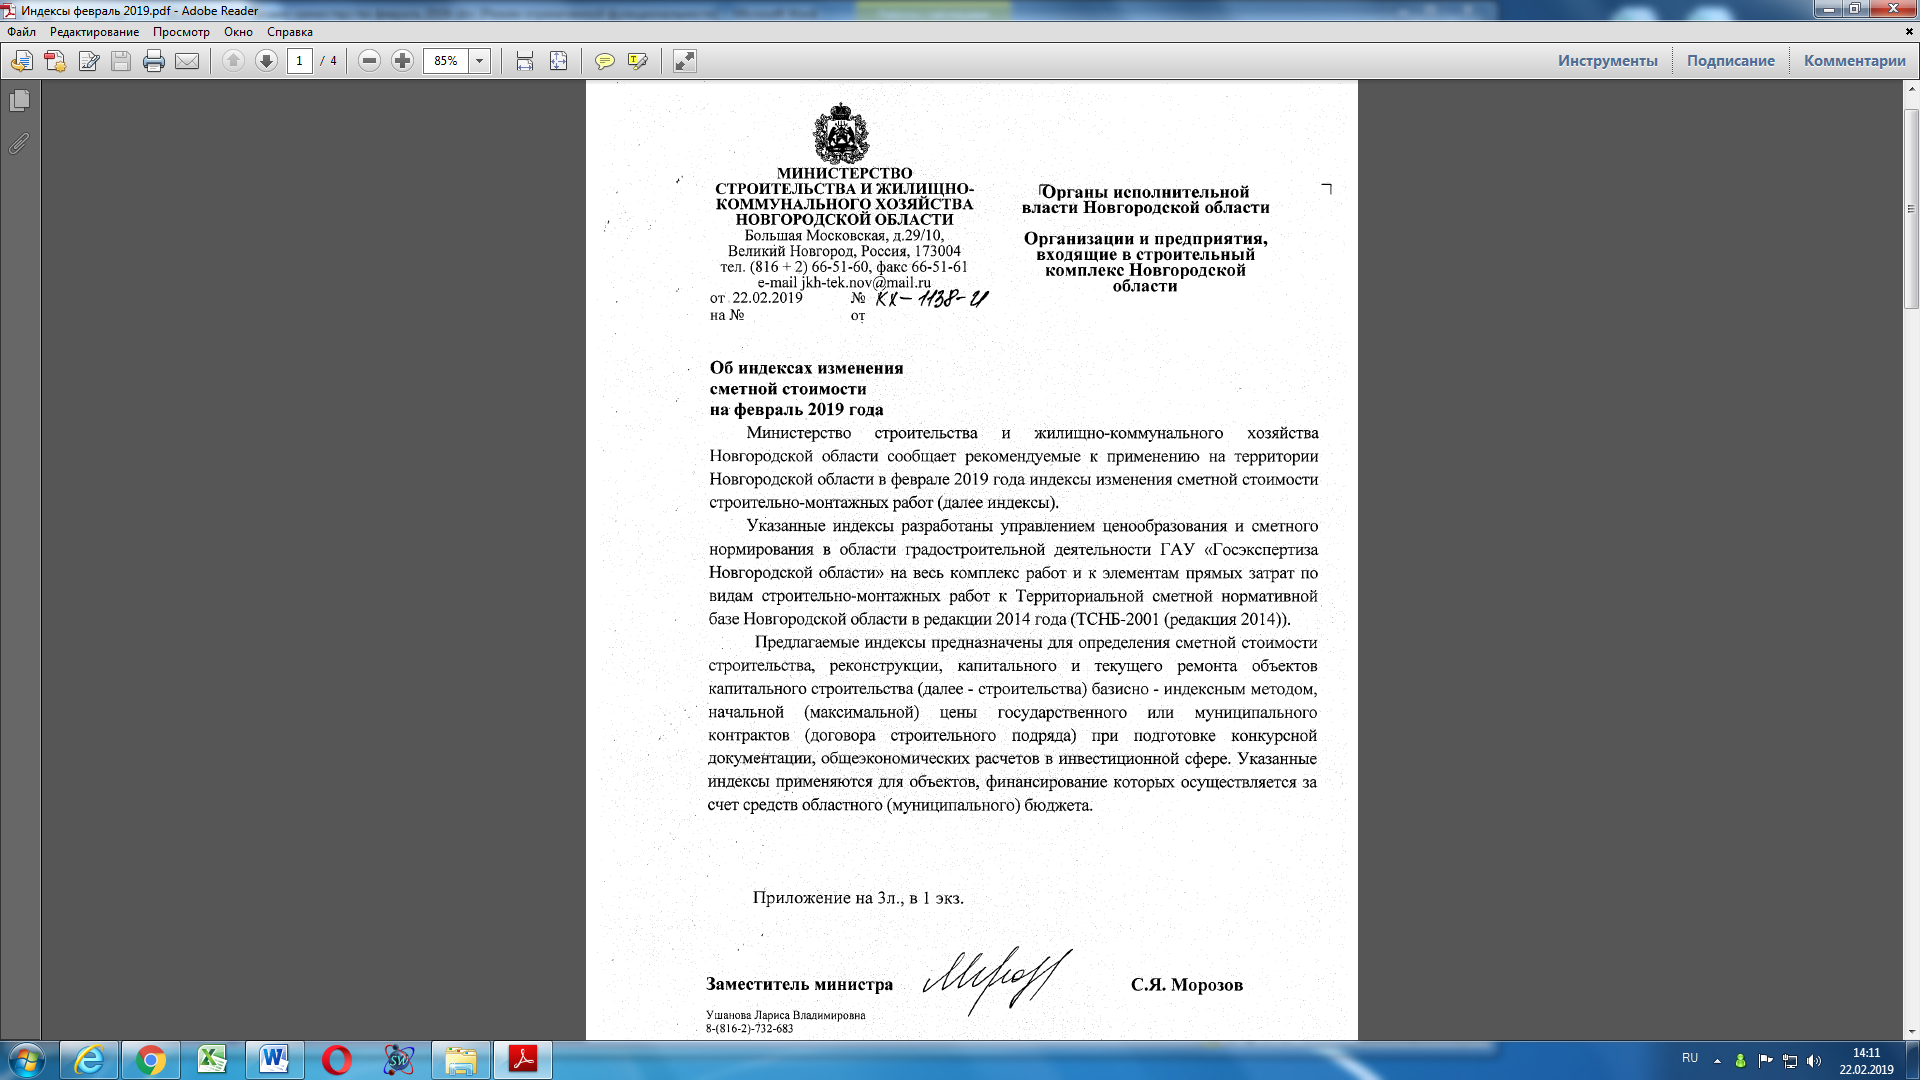 Индексы февраль 2019.pdf - Adobe Reader
Файл Редактирование Просмотр Окно Справка
1 / 4 85% Инструменты Подписание Комментарии
МИНИСТЕРСТВО
СТРОИТЕЛЬСТВА И ЖИЛИЩНО-
КОММУНАЛЬНОГО ХОЗЯЙСТВА
НОВГОРОДСКОЙ ОБЛАСТИ
Большая Московская, д.29/10,
Великий Новгород, Россия, 173004
тел. (816 + 2) 66-51-60, факс 66-51-61
e-mail jkh-tek.nov@mail.ru
от 22.02.2019 № КХ-1138-И
на № от
Органы исполнительной
власти Новгородской области
Организации и предприятия,
входящие в строительный
комплекс Новгородской
области
Об индексах изменения
сметной стоимости
на февраль 2019 года
Министерство строительства и жилищно-коммунального хозяйства
Новгородской области сообщает рекомендуемые к применению на территории
Новгородской области в феврале 2019 года индексы изменения сметной стоимости
строительно-монтажных работ (далее индексы).
Указанные индексы разработаны управлением ценообразования и сметного
нормирования в области градостроительной деятельности ГАУ «Госэкспертиза
Новгородской области» на весь комплекс работ и к элементам прямых затрат по
видам строительно-монтажных работ к Территориальной сметной нормативной
базе Новгородской области в редакции 2014 года (ТСНБ-2001 (редакция 2014)).
Предлагаемые индексы предназначены для определения сметной стоимости
строительства, реконструкции, капитального и текущего ремонта объектов
капитального строительства (далее - строительства) базисно - индексным методом,
начальной (максимальной) цены государственного или муниципального
контрактов (договора строительного подряда) при подготовке конкурсной
документации, общеэкономических расчетов в инвестиционной сфере. Указанные
индексы применяются для объектов, финансирование которых осуществляется за
счет средств областного (муниципального) бюджета.
Приложение на 3л., в 1 экз.
Заместитель министра С.Я. Морозов
Ушанова Лариса Владимировна
8-(816-2)-732-683
RU 14:11
22.02.2019